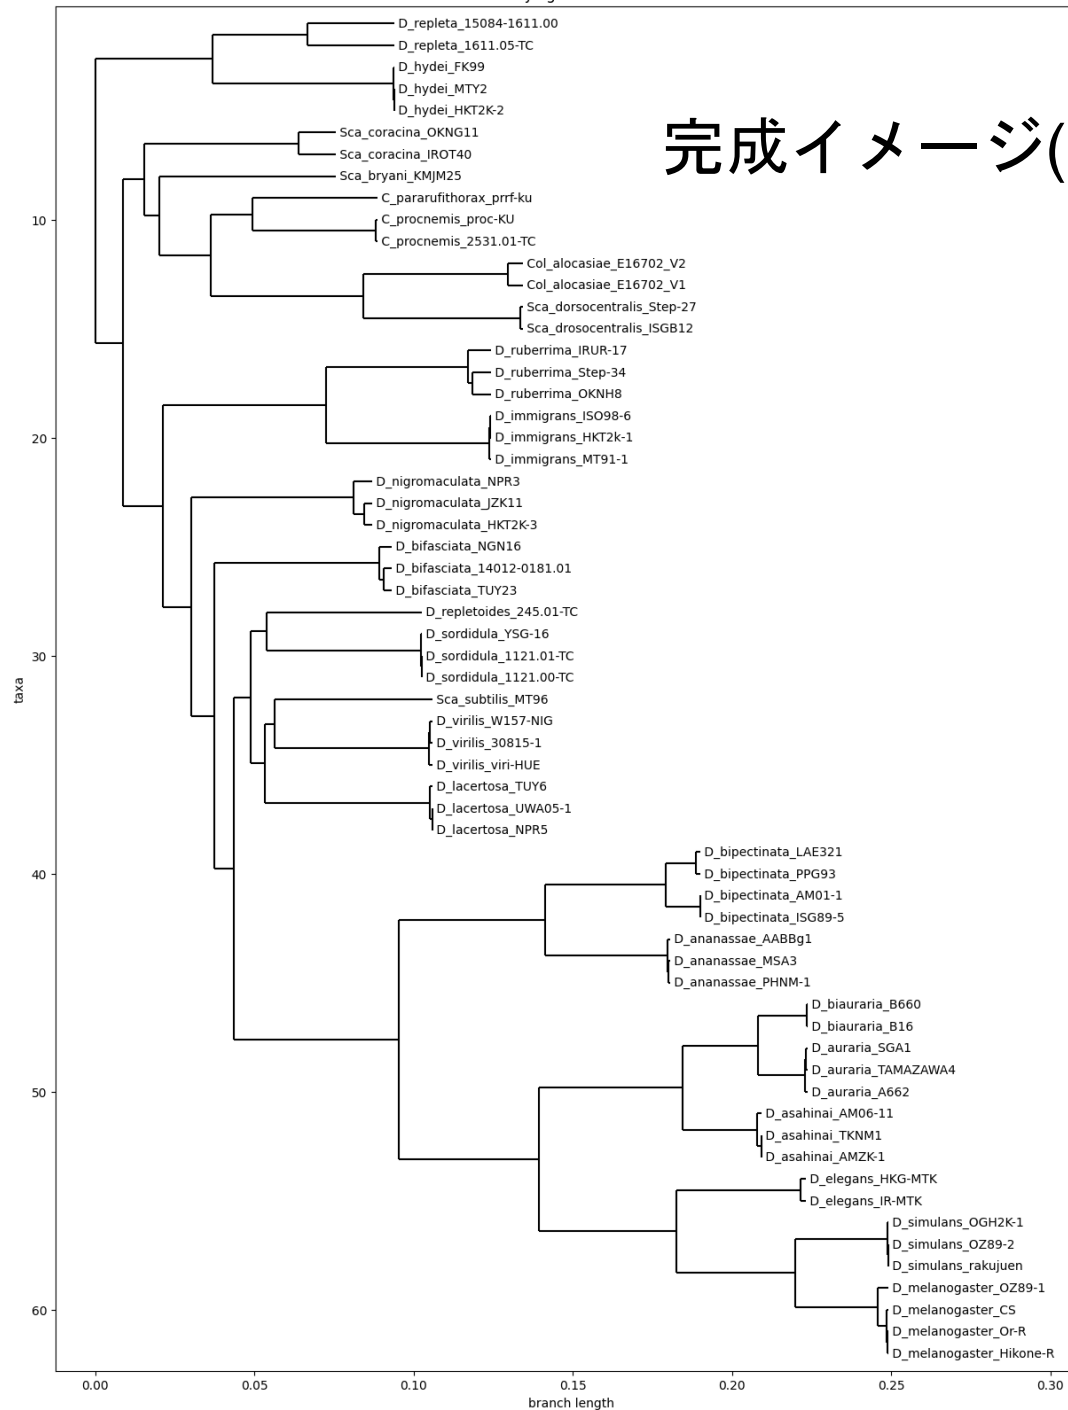 D_repleta_15084-1611.00
D_repleta_1611.05-TC
D_hydei_FK99
D_hydei_MTY2
D_hydei_HKT2K-2
完成イメージ(
Sca_coracina_OKNG11
Sca_coracina_IROT40
Sca_bryani_KMJM25
C_pararufithorax_prrf-ku
C_procnemis_proc-KU
C_procnemis_2531.01-TC
Col_alocasiae_E16702_V2
Col_alocasiae_E16702_V1
Sca_dorsocentralis_Step-27
Sca_drosocentralis_ISGB12
D_ruberrima_IRUR-17
D_ruberrima_Step-34
D_ruberrima_OKNH8
D_immigrans_ISO98-6
D_immigrans_HKT2k-1
D_immigrans_MT91-1
D_nigromaculata_NPR3
D_nigromaculata_JZK11
D_nigromaculata_HKT2K-3
D_bifasciata_NGN16
D_bifasciata_14012-0181.01
D_bifasciata_TUY23
D_repletoides_245.01-TC
D_sordidula_YSG-16
D_sordidula_1121.01-TC
D_sordidula_1121.00-TC
Sca_subtilis_MT96
D_virilis_W157-NIG
D_virilis_30815-1
D_virilis_viri-HUE
D_lacertosa_TUY6
D_lacertosa_UWA05-1
D_lacertosa_NPR5
D_bipectinata_LAE321
D_bipectinata_PPG93
D_bipectinata_AM01-1
D_bipectinata_ISG89-5
D_ananassae_AABBg1
D_ananassae_MSA3
D_ananassae_PHNM-1
D_biauraria_B660
D_biauraria_B16
D_auraria_SGA1
D_auraria_TAMAZAWA4
D_auraria_A662
D_asahinai_AM06-11
D_asahinai_TKNM1
D_asahinai_AMZK-1
D_elegans_HKG-MTK
D_elegans_IR-MTK
D_simulans_OGH2K-1
D_simulans_OZ89-2
D_simulans_rakujuen
D_melanogaster_OZ89-1
D_melanogaster_CS
D_melanogaster_Or-R
D_melanogaster_Hikone-R
10
20
30
40
50
60
taxa
0.00 0.05 0.10 0.15 0.20 0.25 0.30
branch length